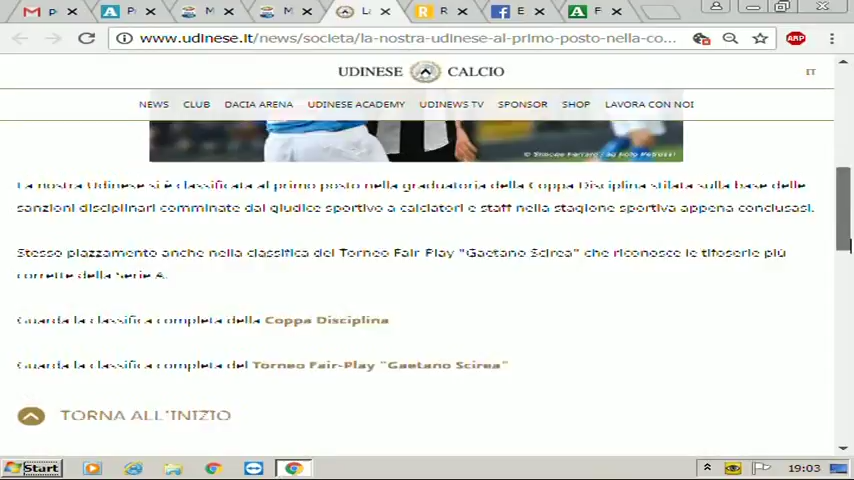 P
P
M
M
L
R
E
F
www.udinese.it/news/societa/la-nostra-udinese-al-primo-posto-nella-co...
ABP
UDINESE CALCIO
IT
NEWS CLUB DACIA ARENA UDINESE ACADEMY UDINEWS TV SPONSOR SHOP LAVORA CON NOI
La nostra Udinese si è classificata al primo posto nella graduatoria della Coppa Disciplina stilata sulla base delle
sanzioni disciplinari comminate dal giudice sportivo a calciatori e staff nella stagione sportiva appena conclusasi.
Stesso piazzamento anche nella classifica del Torneo Fair-Play "Gaetano Scirea" che riconosce le tifoserie più
corrette della Serie A.
Guarda la classifica completa della Coppa Disciplina
Guarda la classifica completa del Torneo Fair-Play "Gaetano Scirea"
TORNA ALL'INIZIO
Start
19:03